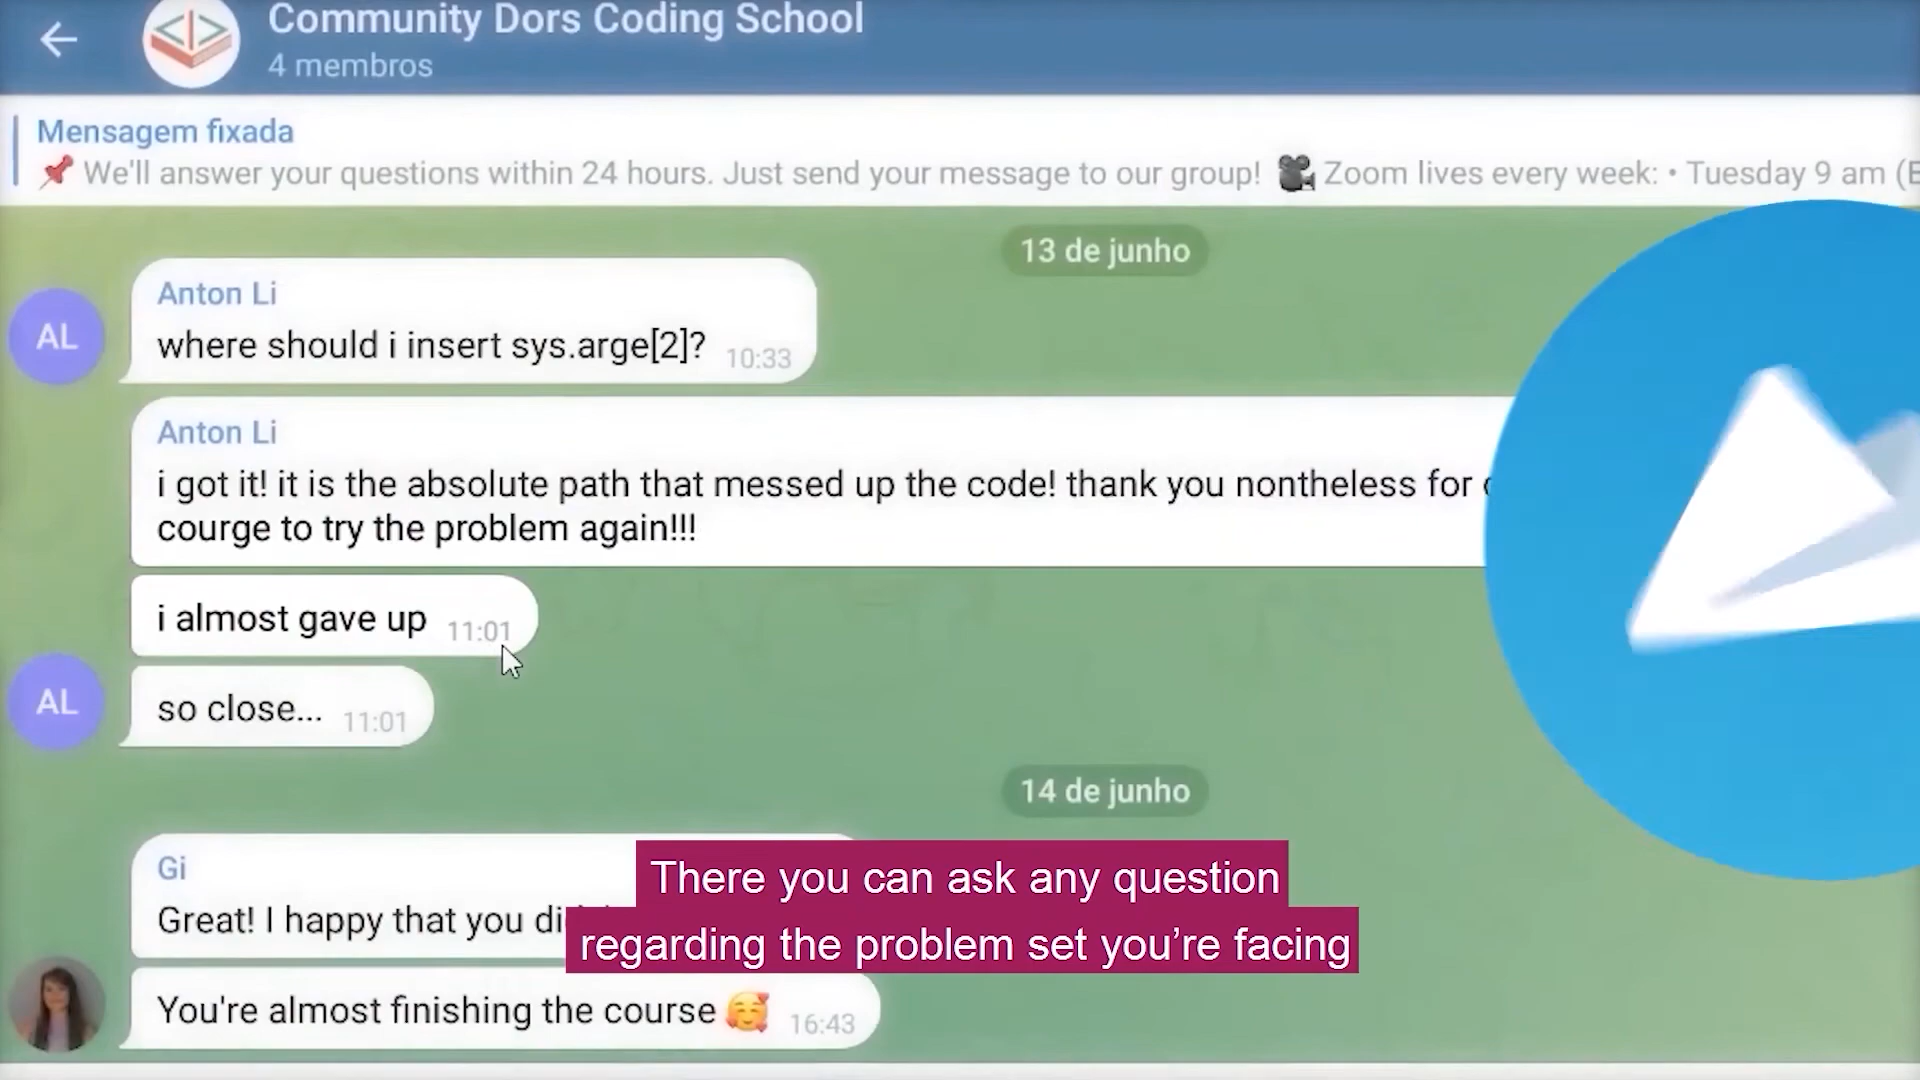 Community Dors Coding School
4 membros
Mensagem fixada
📌 We'll answer your questions within 24 hours. Just send your message to our group! 🎥 Zoom lives every week: • Tuesday 9 am (E
13 de junho
Anton Li
AL
where should i insert sys.arge[2]? 10:33
Anton Li
i got it! it is the absolute path that messed up the code! thank you nontheless for
courge to try the problem again!!!
i almost gave up 11:01
AL
so close... 11:01
14 de junho
Gi
Great! I happy that you
There you can ask any question
regarding the problem set you're facing
You're almost finishing the course 🥰 16:43